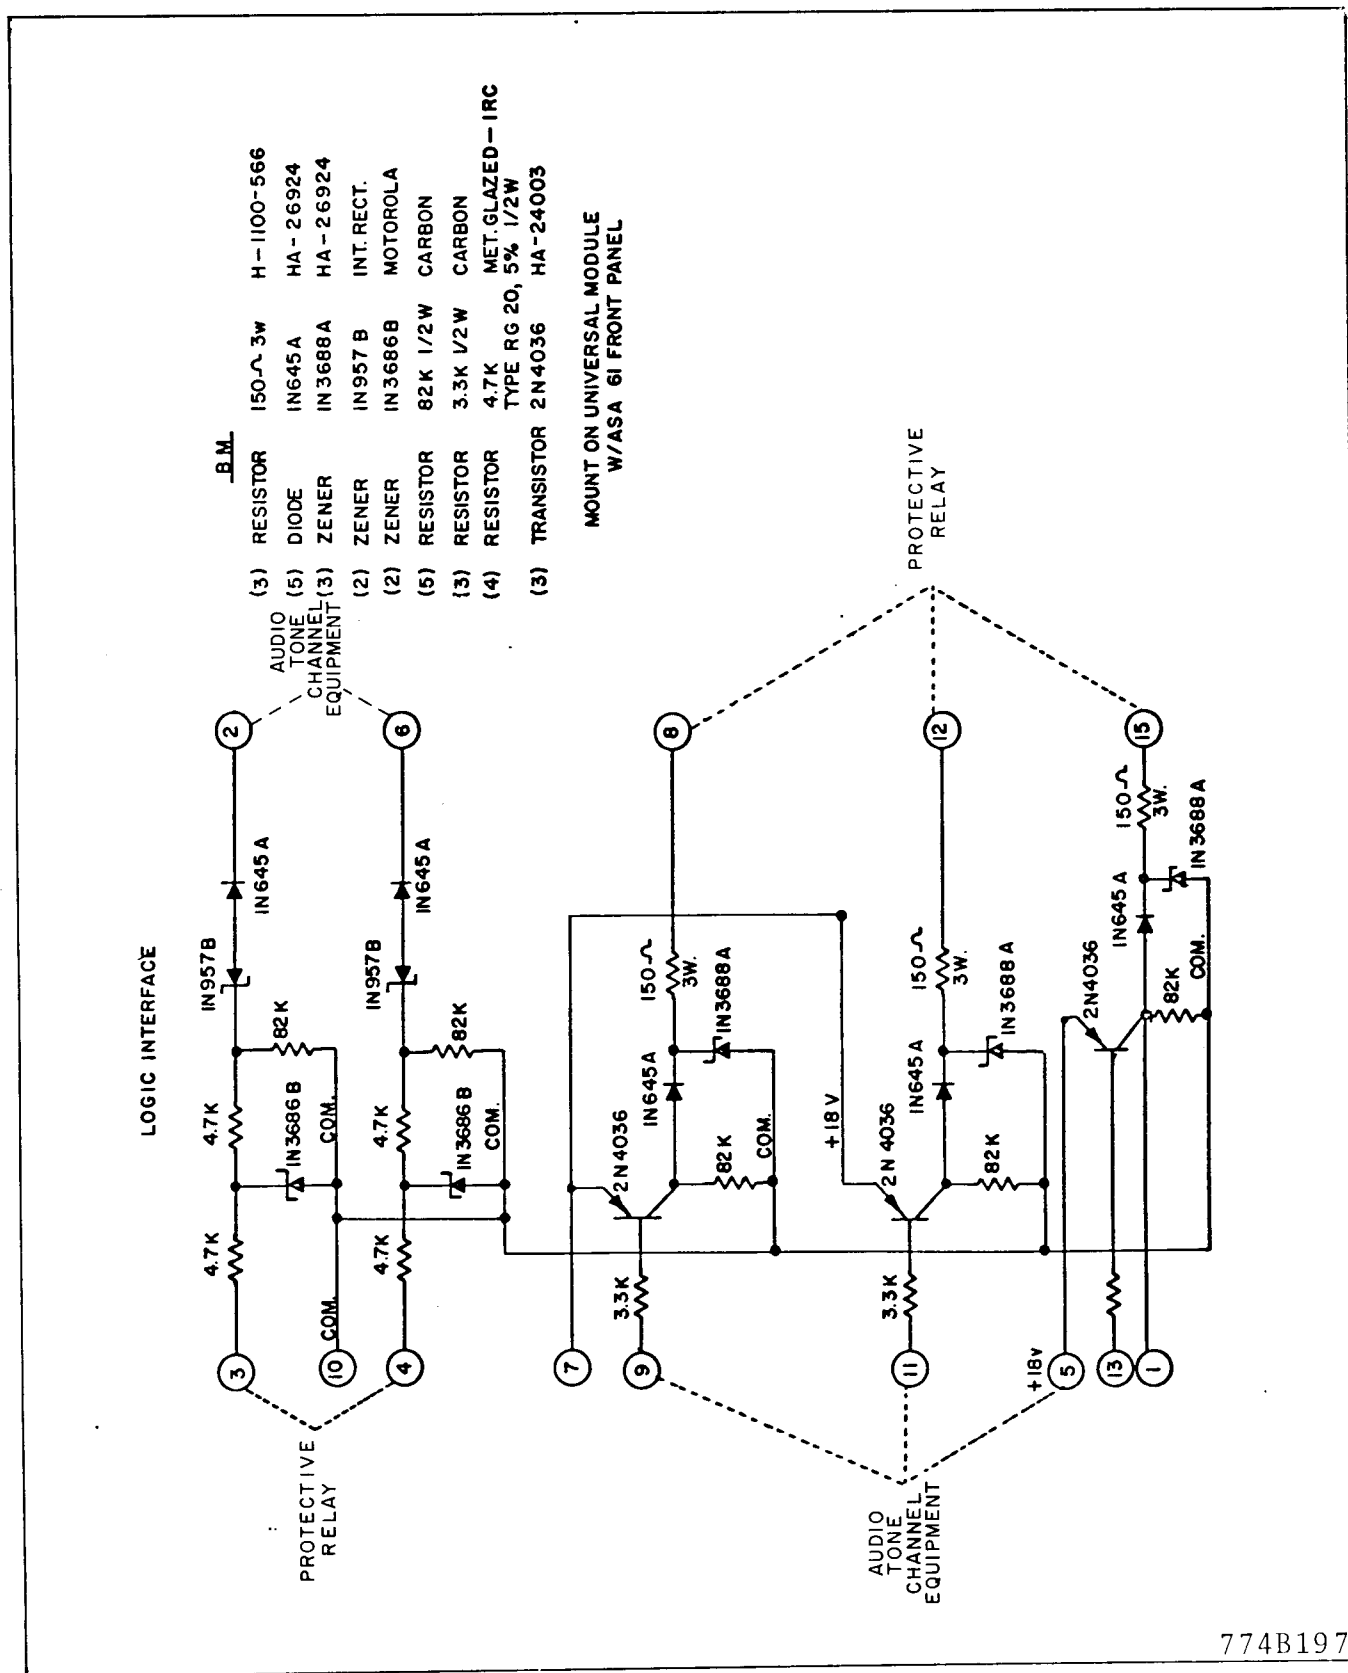 B M
(3) RESISTOR 150Ω 3W H-1100-566
(5) DIODE IN645A HA-26924
(3) ZENER IN3688A HA-26924
(2) ZENER IN957B INT. RECT.
(2) ZENER IN3686B MOTOROLA
(5) RESISTOR 82K 1/2W CARBON
(3) RESISTOR 3.3K 1/2W CARBON
(4) RESISTOR 4.7K MET. GLAZED-IRC
TYPE RG 20, 5% 1/2W
(3) TRANSISTOR 2N4036 HA-24003
MOUNT ON UNIVERSAL MODULE
W/ASA 61 FRONT PANEL
LOGIC INTERFACE
PROTECTIVE
RELAY
3
4.7K
4.7K
IN957B
IN645A
2
IN3686B
82K
COM.
COM.
10
4
4.7K
4.7K
IN957B
IN645A
6
IN3686B
82K
COM.
AUDIO
TONE
CHANNEL
EQUIPMENT
7
9
3.3K
2N4036
IN645A
150Ω
3W.
8
82K
COM.
IN3688A
+18V
11
3.3K
2N4036
IN645A
150Ω
3W.
12
82K
IN3688A
+18V
5
13
1
2N4036
IN645A
150Ω
3W.
15
82K
COM.
IN3688A
AUDIO
TONE
CHANNEL
EQUIPMENT
PROTECTIVE
RELAY
774B197